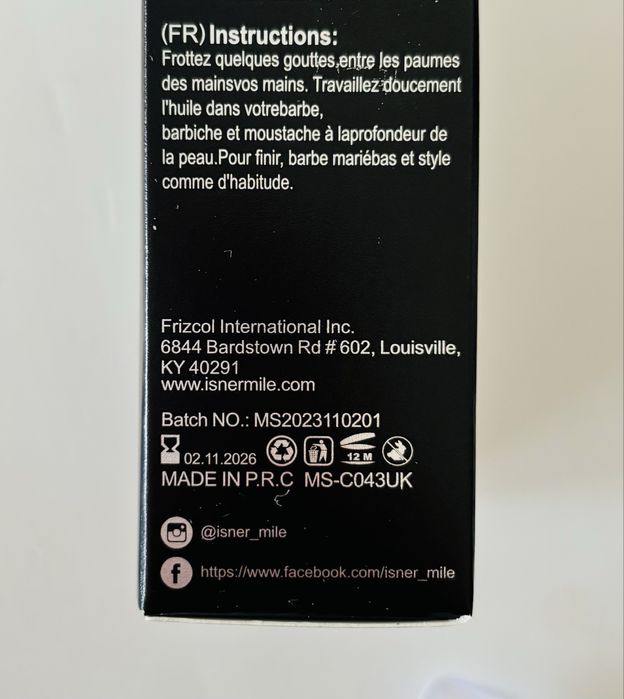 (FR) Instructions:
Frottez quelques gouttes,entre les paumes
des mainsvos mains. Travaillez doucement
l'huile dans votrebarbe,
barbiche et moustache à laprofondeur de
la peau.Pour finir, barbe mariébas et style
comme d'habitude.
Frizcol International Inc.
6844 Bardstown Rd # 602, Louisville,
KY 40291
www.isnermile.com
Batch NO.: MS2023110201
02.11.2026 12 M
MADE IN P.R.C MS-C043UK
@isner_mile
https://www.facebook.com/isner_mile